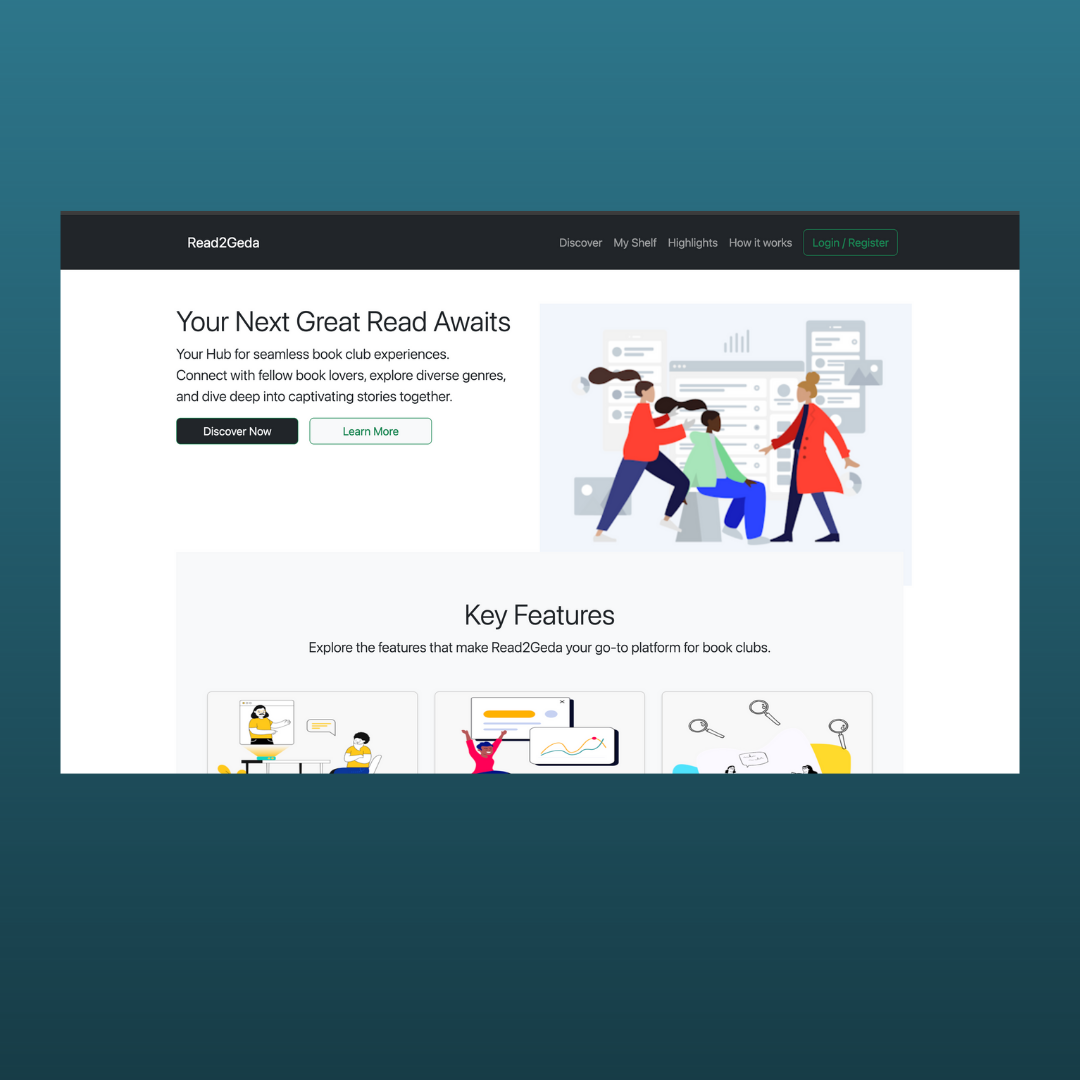 Read2Geda
Discover My Shelf Highlights How it works Login / Register
Your Next Great Read Awaits
Your Hub for seamless book club experiences.
Connect with fellow book lovers, explore diverse genres,
and dive deep into captivating stories together.
Discover Now Learn More
Key Features
Explore the features that make Read2Geda your go-to platform for book clubs.